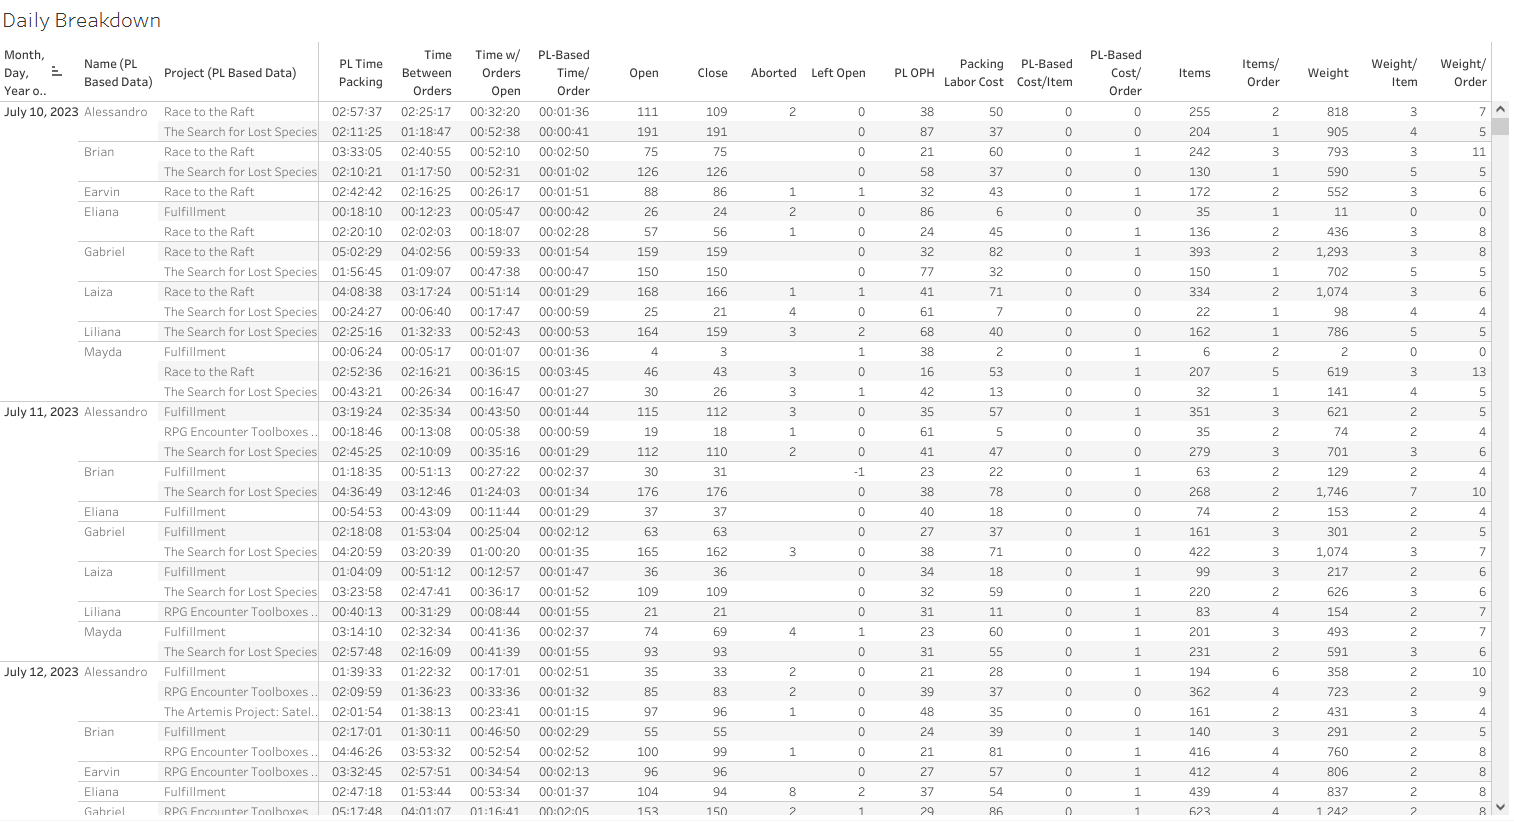 Daily Breakdown
Month, Day, Year o.. Name (PL Based Data) Project (PL Based Data) PL Time Packing Time Between Orders Time w/ Orders Open PL-Based Time/ Order Open Close Aborted Left Open PL OPH Packing Labor Cost PL-Based Cost/Item PL-Based Cost/ Order Items Items/ Order Weight Weight/ Item Weight/ Order
July 10, 2023 Alessandro Race to the Raft 02:57:37 02:25:17 00:32:20 00:01:36 111 109 2 0 38 50 0 0 255 2 818 3 7
The Search for Lost Species 02:11:25 01:18:47 00:52:38 00:00:41 191 191 0 87 37 0 0 204 1 905 4 5
Brian Race to the Raft 03:33:05 02:40:55 00:52:10 00:02:50 75 75 0 21 60 0 1 242 3 793 3 11
The Search for Lost Species 02:10:21 01:17:50 00:52:31 00:01:02 126 126 0 58 37 0 0 130 1 590 5 5
Earvin Race to the Raft 02:42:42 02:16:25 00:26:17 00:01:51 88 86 1 1 32 43 0 1 172 2 552 3 6
Eliana Fulfillment 00:18:10 00:12:23 00:05:47 00:00:42 26 24 2 0 86 6 0 0 35 1 11 0 0
Race to the Raft 02:20:10 02:02:03 00:18:07 00:02:28 57 56 1 0 24 45 0 1 136 2 436 3 8
Gabriel Race to the Raft 05:02:29 04:02:56 00:59:33 00:01:54 159 159 0 32 82 0 1 393 2 1,293 3 8
The Search for Lost Species 01:56:45 01:09:07 00:47:38 00:00:47 150 150 0 77 32 0 0 150 1 702 5 5
Laiza Race to the Raft 04:08:38 03:17:24 00:51:14 00:01:29 168 166 1 1 41 71 0 0 334 2 1,074 3 6
The Search for Lost Species 00:24:27 00:06:40 00:17:47 00:00:59 25 21 4 0 61 7 0 0 22 1 98 4 4
Liliana The Search for Lost Species 02:25:16 01:32:33 00:52:43 00:00:53 164 159 3 2 68 40 0 0 162 1 786 5 5
Mayda Fulfillment 00:06:24 00:05:17 00:01:07 00:01:36 4 3 1 38 2 0 1 6 2 2 0 0
Race to the Raft 02:52:36 02:16:21 00:36:15 00:03:45 46 43 3 0 16 53 0 1 207 5 619 3 13
The Search for Lost Species 00:43:21 00:26:34 00:16:47 00:01:27 30 26 3 1 42 13 0 0 32 1 141 4 5
July 11, 2023 Alessandro Fulfillment 03:19:24 02:35:34 00:43:50 00:01:44 115 112 3 0 35 57 0 1 351 3 621 2 5
RPG Encounter Toolboxes .. 00:18:46 00:13:08 00:05:38 00:00:59 19 18 1 0 61 5 0 0 35 2 74 2 4
The Search for Lost Species 02:45:25 02:10:09 00:35:16 00:01:29 112 110 2 0 41 47 0 0 279 3 701 3 6
Brian Fulfillment 01:18:35 00:51:13 00:27:22 00:02:37 30 31 -1 23 22 0 1 63 2 129 2 4
The Search for Lost Species 04:36:49 03:12:46 01:24:03 00:01:34 176 176 0 38 78 0 0 268 2 1,746 7 10
Eliana Fulfillment 00:54:53 00:43:09 00:11:44 00:01:29 37 37 0 40 18 0 0 74 2 153 2 4
Gabriel Fulfillment 02:18:08 01:53:04 00:25:04 00:02:12 63 63 0 27 37 0 1 161 3 301 2 5
The Search for Lost Species 04:20:59 03:20:39 01:00:20 00:01:35 165 162 3 0 38 71 0 0 422 3 1,074 3 7
Laiza Fulfillment 01:04:09 00:51:12 00:12:57 00:01:47 36 36 0 34 18 0 1 99 3 217 2 6
The Search for Lost Species 03:23:58 02:47:41 00:36:17 00:01:52 109 109 0 32 59 0 1 220 2 626 3 6
Liliana RPG Encounter Toolboxes .. 00:40:13 00:31:29 00:08:44 00:01:55 21 21 0 31 11 0 1 83 4 154 2 7
Mayda Fulfillment 03:14:10 02:32:34 00:41:36 00:02:37 74 69 4 1 23 60 0 1 201 3 493 2 7
The Search for Lost Species 02:57:48 02:16:09 00:41:39 00:01:55 93 93 0 31 55 0 1 231 2 591 3 6
July 12, 2023 Alessandro Fulfillment 01:39:33 01:22:32 00:17:01 00:02:51 35 33 2 0 21 28 0 1 194 6 358 2 10
RPG Encounter Toolboxes .. 02:09:59 01:36:23 00:33:36 00:01:32 85 83 2 0 39 37 0 0 362 4 723 2 9
The Artemis Project: Satel.. 02:01:54 01:38:13 00:23:41 00:01:15 97 96 1 0 48 35 0 0 161 2 431 3 4
Brian Fulfillment 02:17:01 01:30:11 00:46:50 00:02:29 55 55 0 24 39 0 1 140 3 291 2 5
RPG Encounter Toolboxes .. 04:46:26 03:53:32 00:52:54 00:02:52 100 99 1 0 21 81 0 1 416 4 760 2 8
Earvin RPG Encounter Toolboxes .. 03:32:45 02:57:51 00:34:54 00:02:13 96 96 0 27 57 0 1 412 4 806 2 8
Eliana Fulfillment 02:47:18 01:53:44 00:53:34 00:01:37 104 94 8 2 37 54 0 1 439 4 837 2 8
Gabriel RPG Encounter Toolboxes .. 05:17:48 04:01:07 01:16:41 00:02:05 153 150 2 1 29 86 0 1 623 4 1,242 2 8